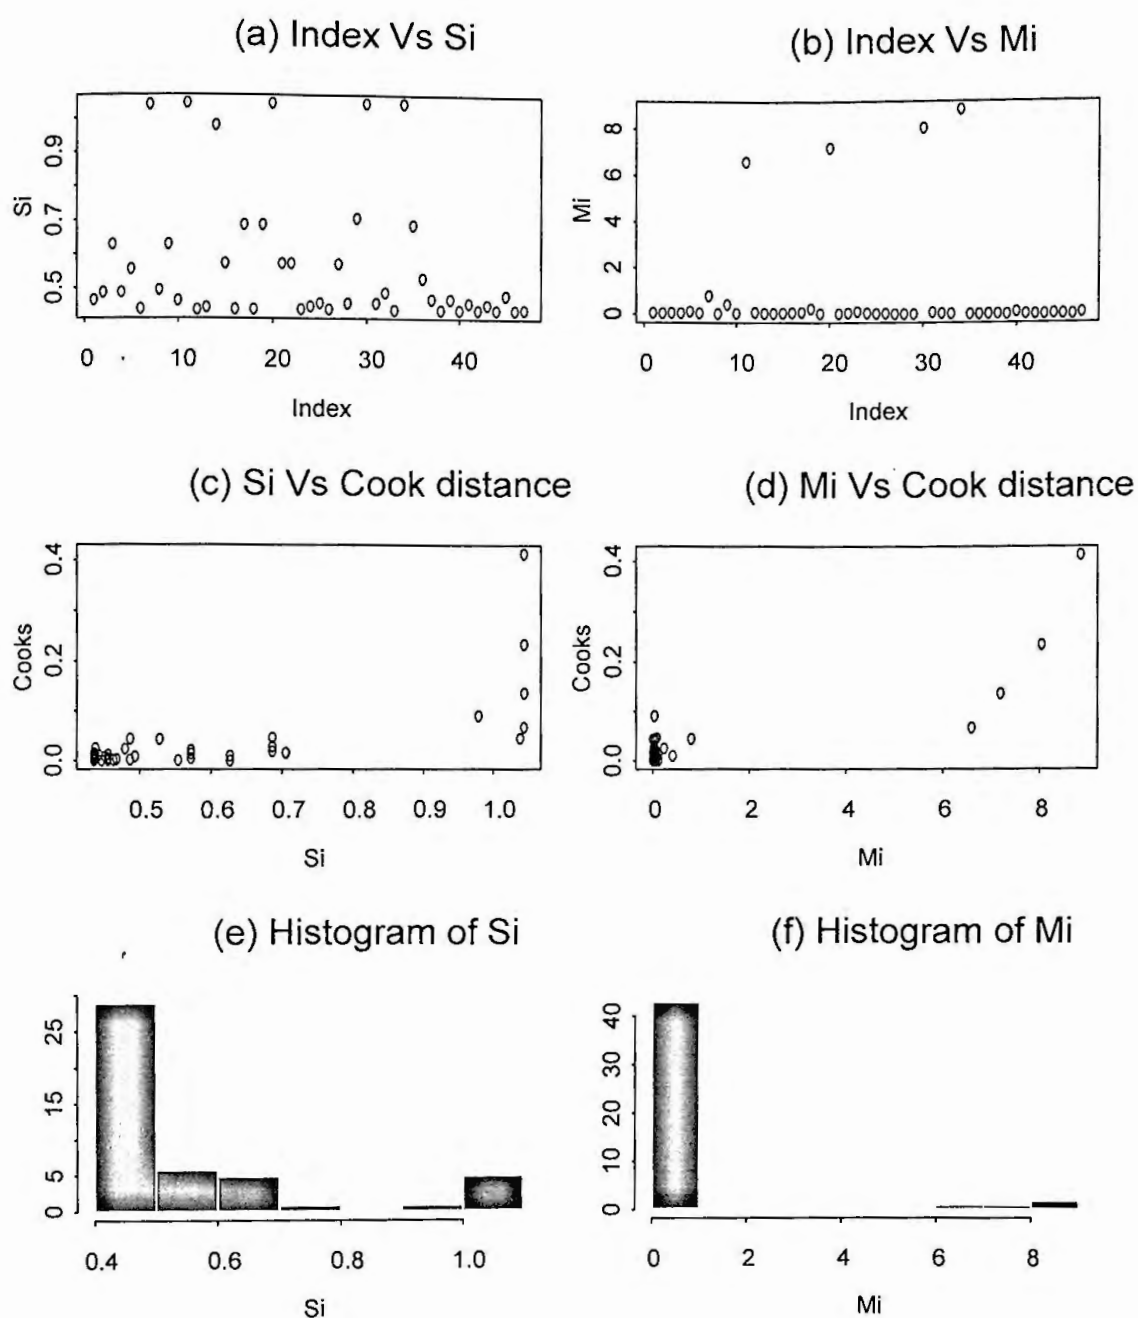 (a) Index Vs Si
(b) Index Vs Mi
Si
0.5 0.7 0.9
0 10 20 30 40
Index
Mi
0 2 4 6 8
0 10 20 30 40
Index
(c) Si Vs Cook distance
(d) Mi Vs Cook distance
Cooks
0.0 0.2 0.4
0.5 0.6 0.7 0.8 0.9 1.0
Si
Cooks
0.0 0.2 0.4
0 2 4 6 8
Mi
(e) Histogram of Si
(f) Histogram of Mi
0 5 15 25
0.4 0.6 0.8 1.0
Si
0 10 20 30 40
0 2 4 6 8
Mi